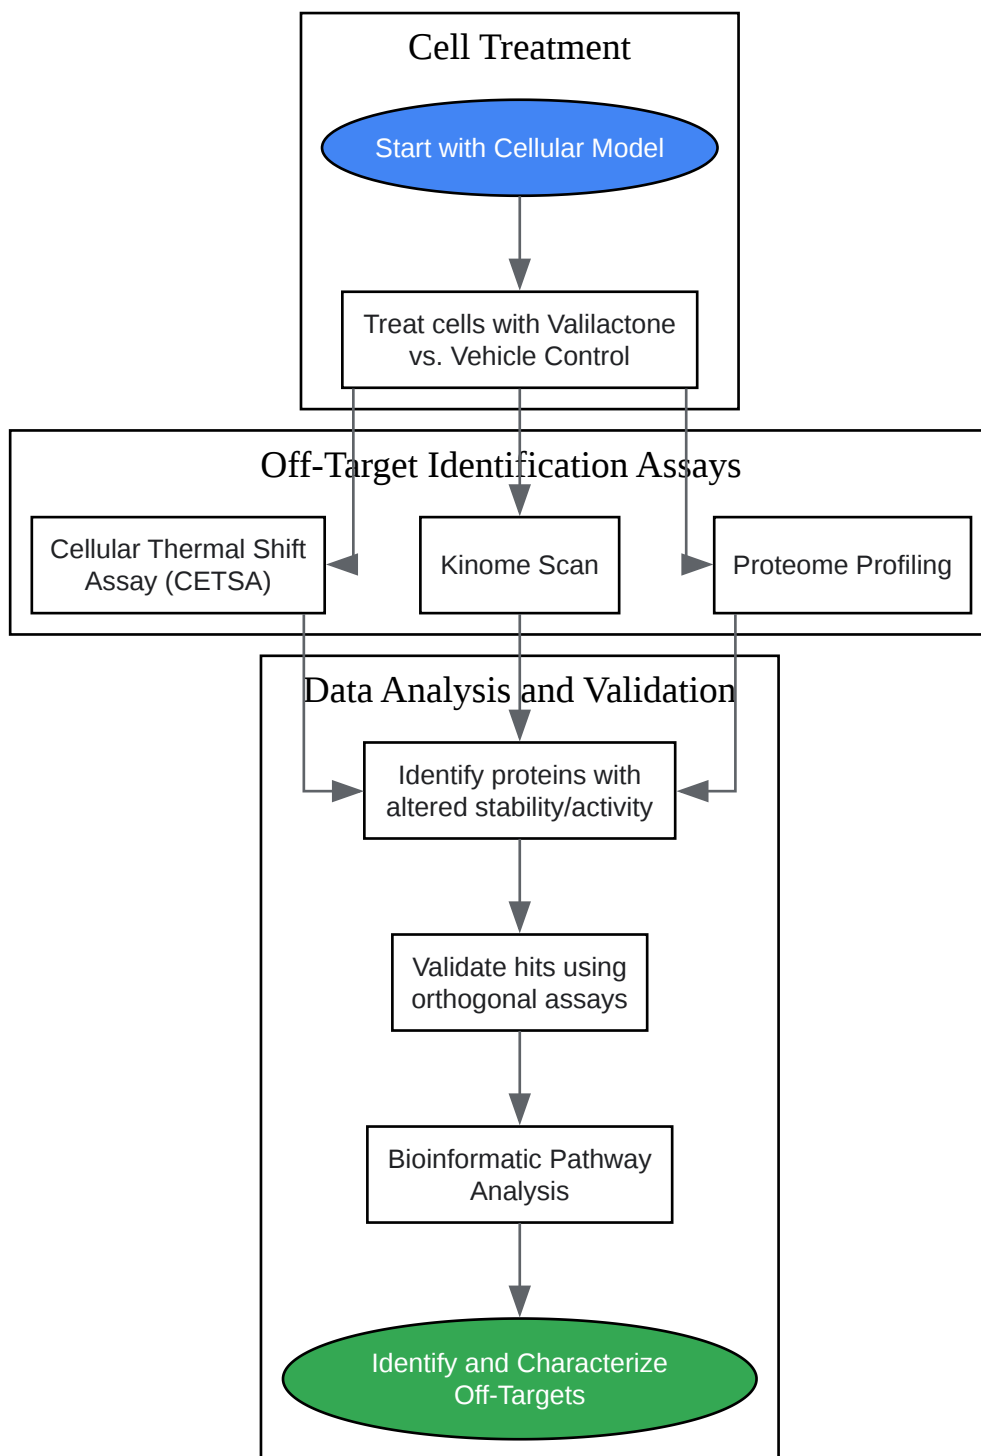 Cell Treatment
Start with Cellular Model
Treat cells with Valilactone
vs. Vehicle Control
Off-Target Identification Assays
Cellular Thermal Shift
Assay (CETSA)
Kinome Scan
Proteome Profiling
Data Analysis and Validation
Identify proteins with
altered stability/activity
Validate hits using
orthogonal assays
Bioinformatic Pathway
Analysis
Identify and Characterize
Off-Targets